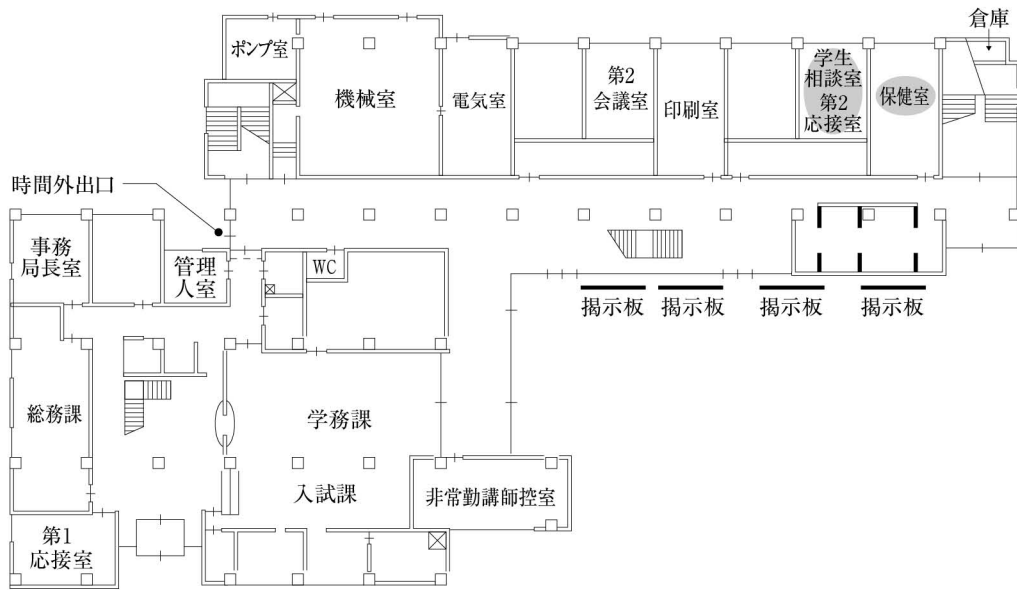 倉庫
ポンプ室
機械室
電気室
第2
会議室
印刷室
学生
相談室
第2
応接室
保健室
時間外出口
事務
局長室
管理
人室
WC
掲示板
掲示板
掲示板
掲示板
総務課
学務課
入試課
非常勤講師控室
第1
応接室